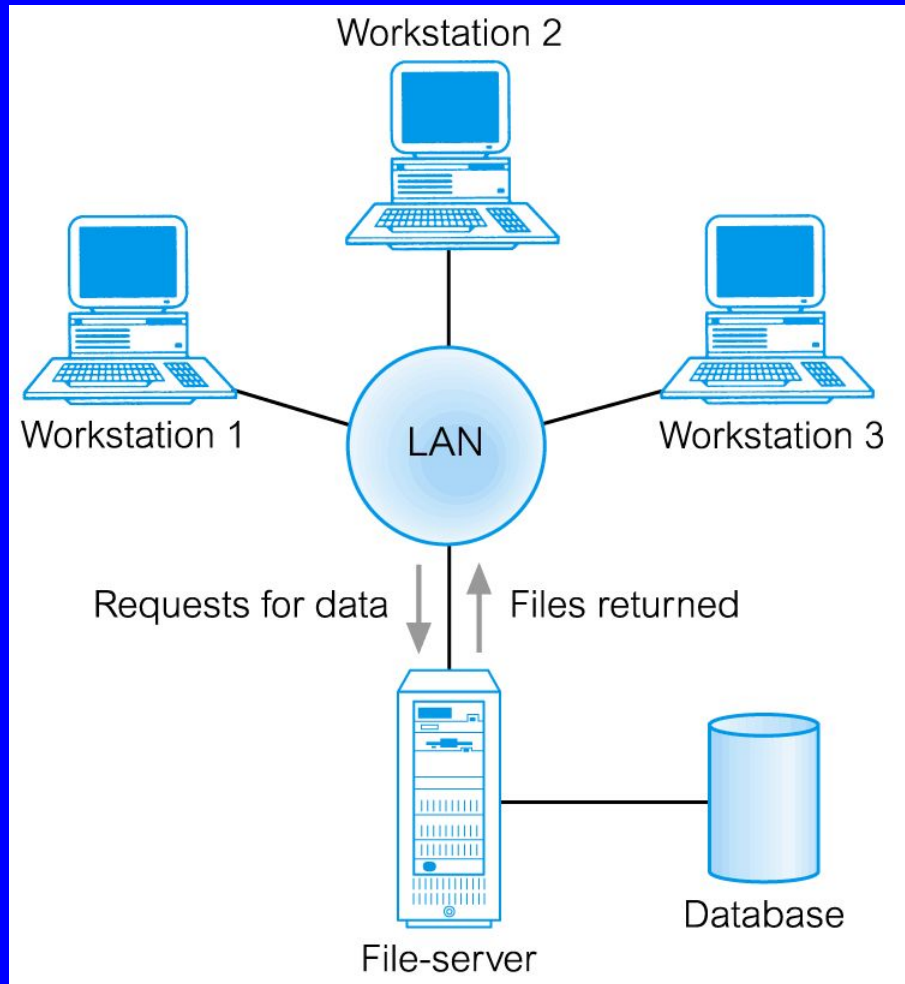 Workstation 2
Workstation 1
LAN
Workstation 3
Requests for data
Files returned
Database
File-server